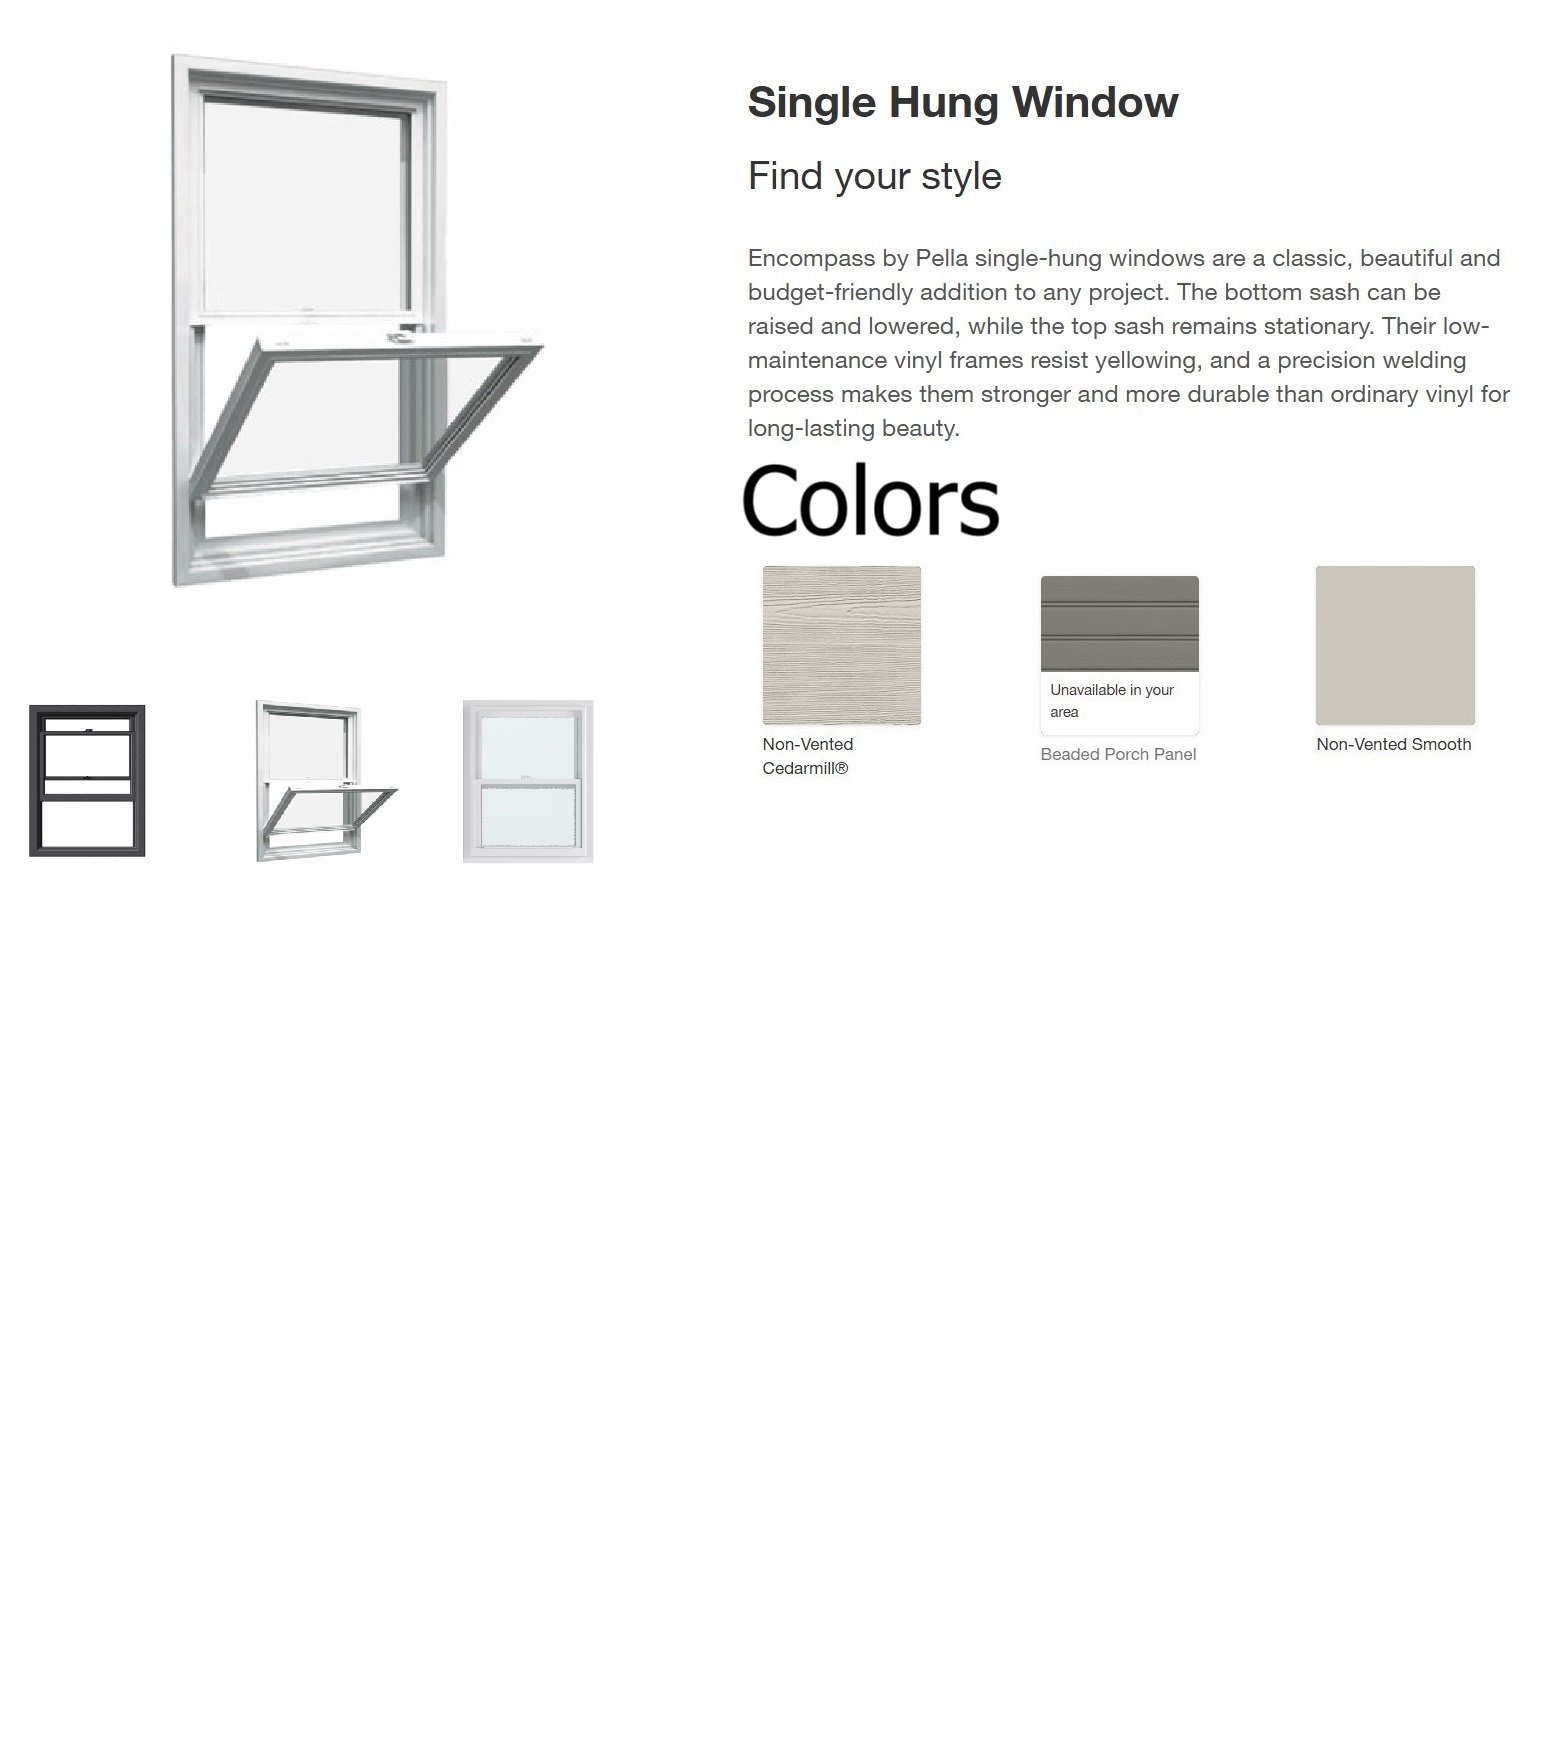 Single Hung Window
Find your style
Encompass by Pella single-hung windows are a classic, beautiful and
budget-friendly addition to any project. The bottom sash can be
raised and lowered, while the top sash remains stationary. Their low-
maintenance vinyl frames resist yellowing, and a precision welding
process makes them stronger and more durable than ordinary vinyl for
long-lasting beauty.
Colors
Non-Vented
Cedarmill®
Unavailable in your
area
Beaded Porch Panel
Non-Vented Smooth